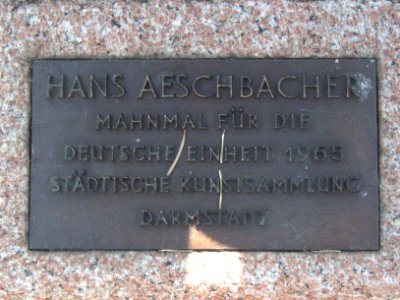 HANS AESCHBACHER
MAHNMAL FÜR DIE
DEUTSCHE EINHEIT 1965
STÄDTISCHE KUNSTSAMMLUNG
DARMSTADT